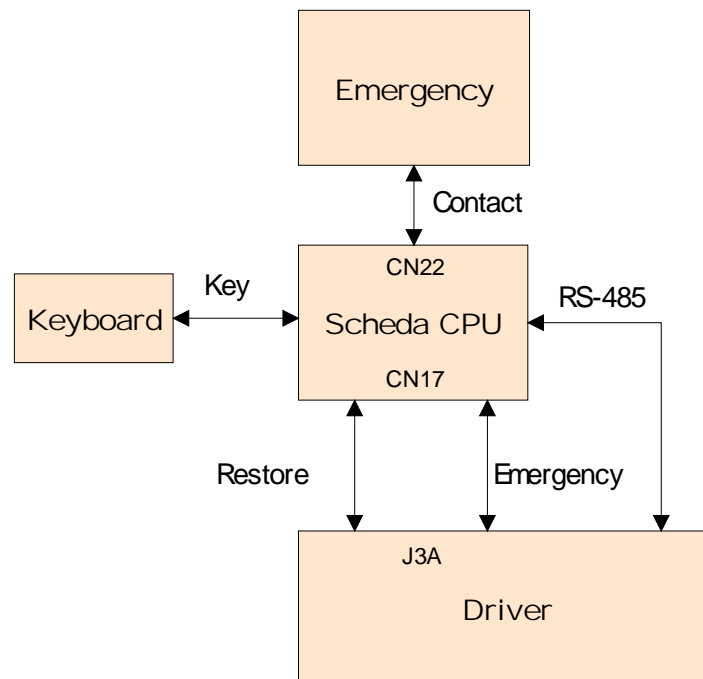 Emergency
Contact
CN22
Key
RS-485
Keyboard
Scheda CPU
CN17
Restore
Emergency
J3A
Driver